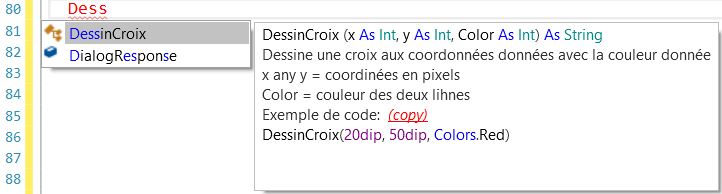 80 Dess
81 DessinCroix
82 DialogResponse
83
84
85
86
87
88
DessinCroix (x As Int, y As Int, Color As Int) As String
Dessine une croix aux coordonnées données avec la couleur donnée
x any y = coordinées en pixels
Color = couleur des deux lihnes
Exemple de code: (copy)
DessinCroix(20dip, 50dip, Colors.Red)